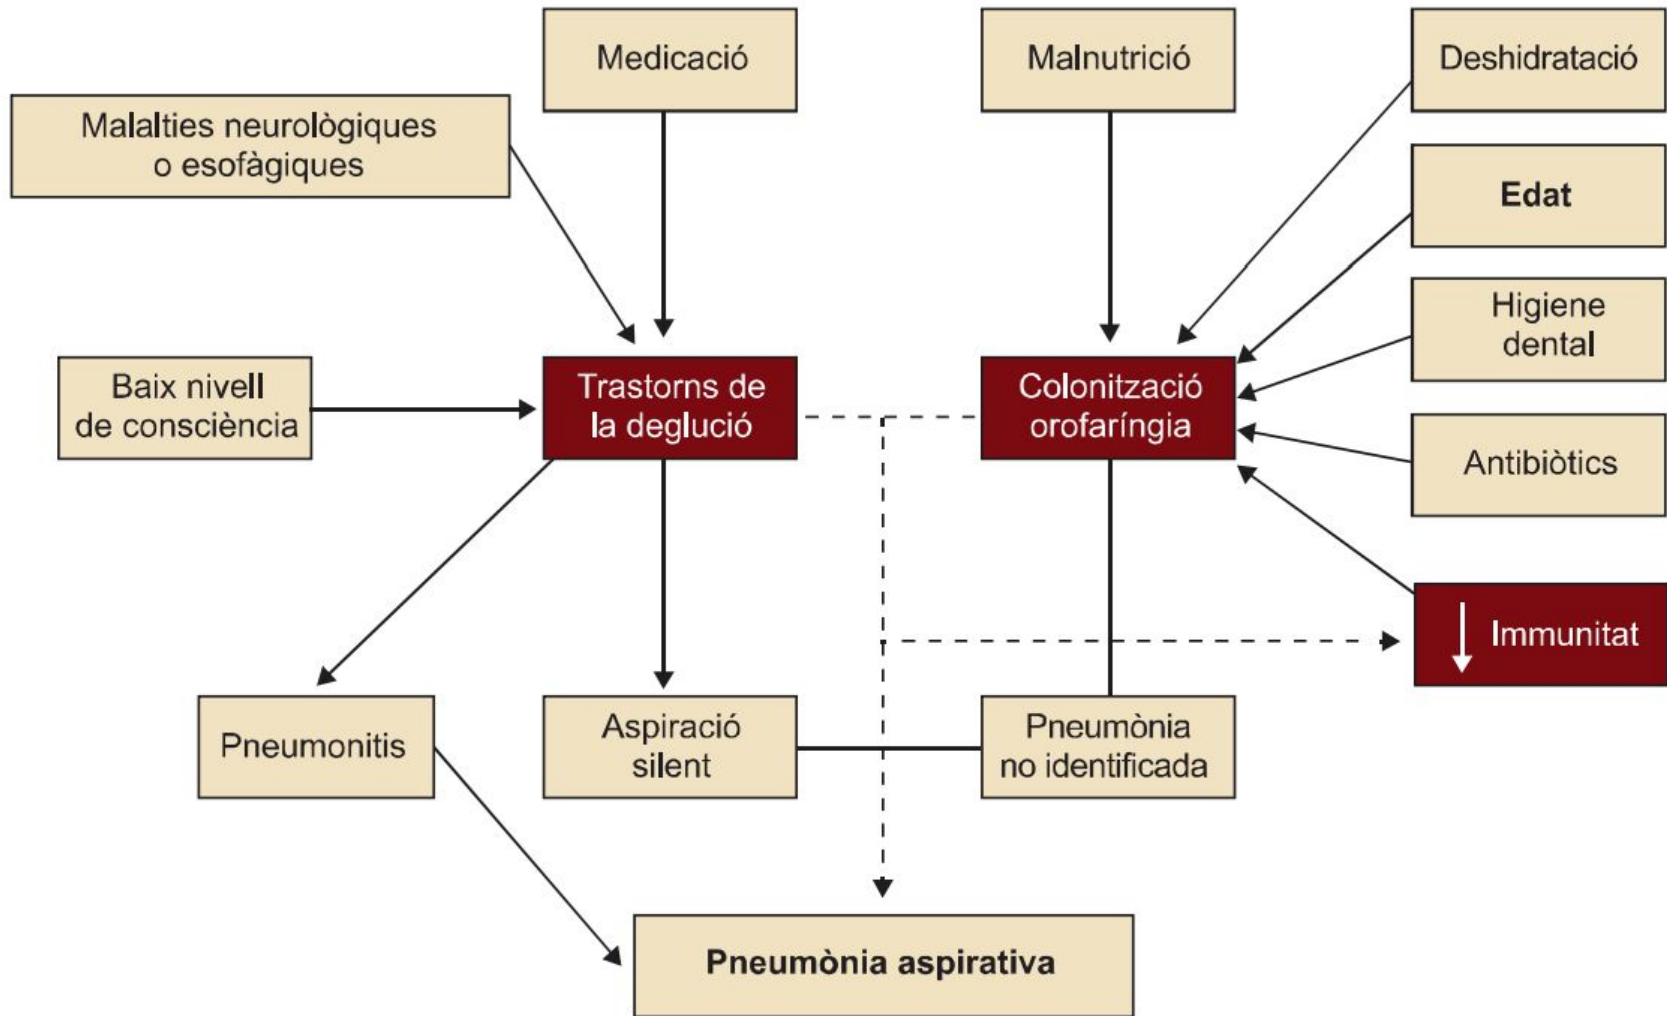 Medicació
Malnutrició
Deshidratació
Malalties neurològiques
o esofàgiques
Edat
Higiene
dental
Baix nivell
de consciència
Trastorns de
la deglució
Colonització
orofaríngia
Antibiòtics
Immunitat
Pneumonitis
Aspiració
silent
Pneumònia
no identificada
Pneumònia aspirativa